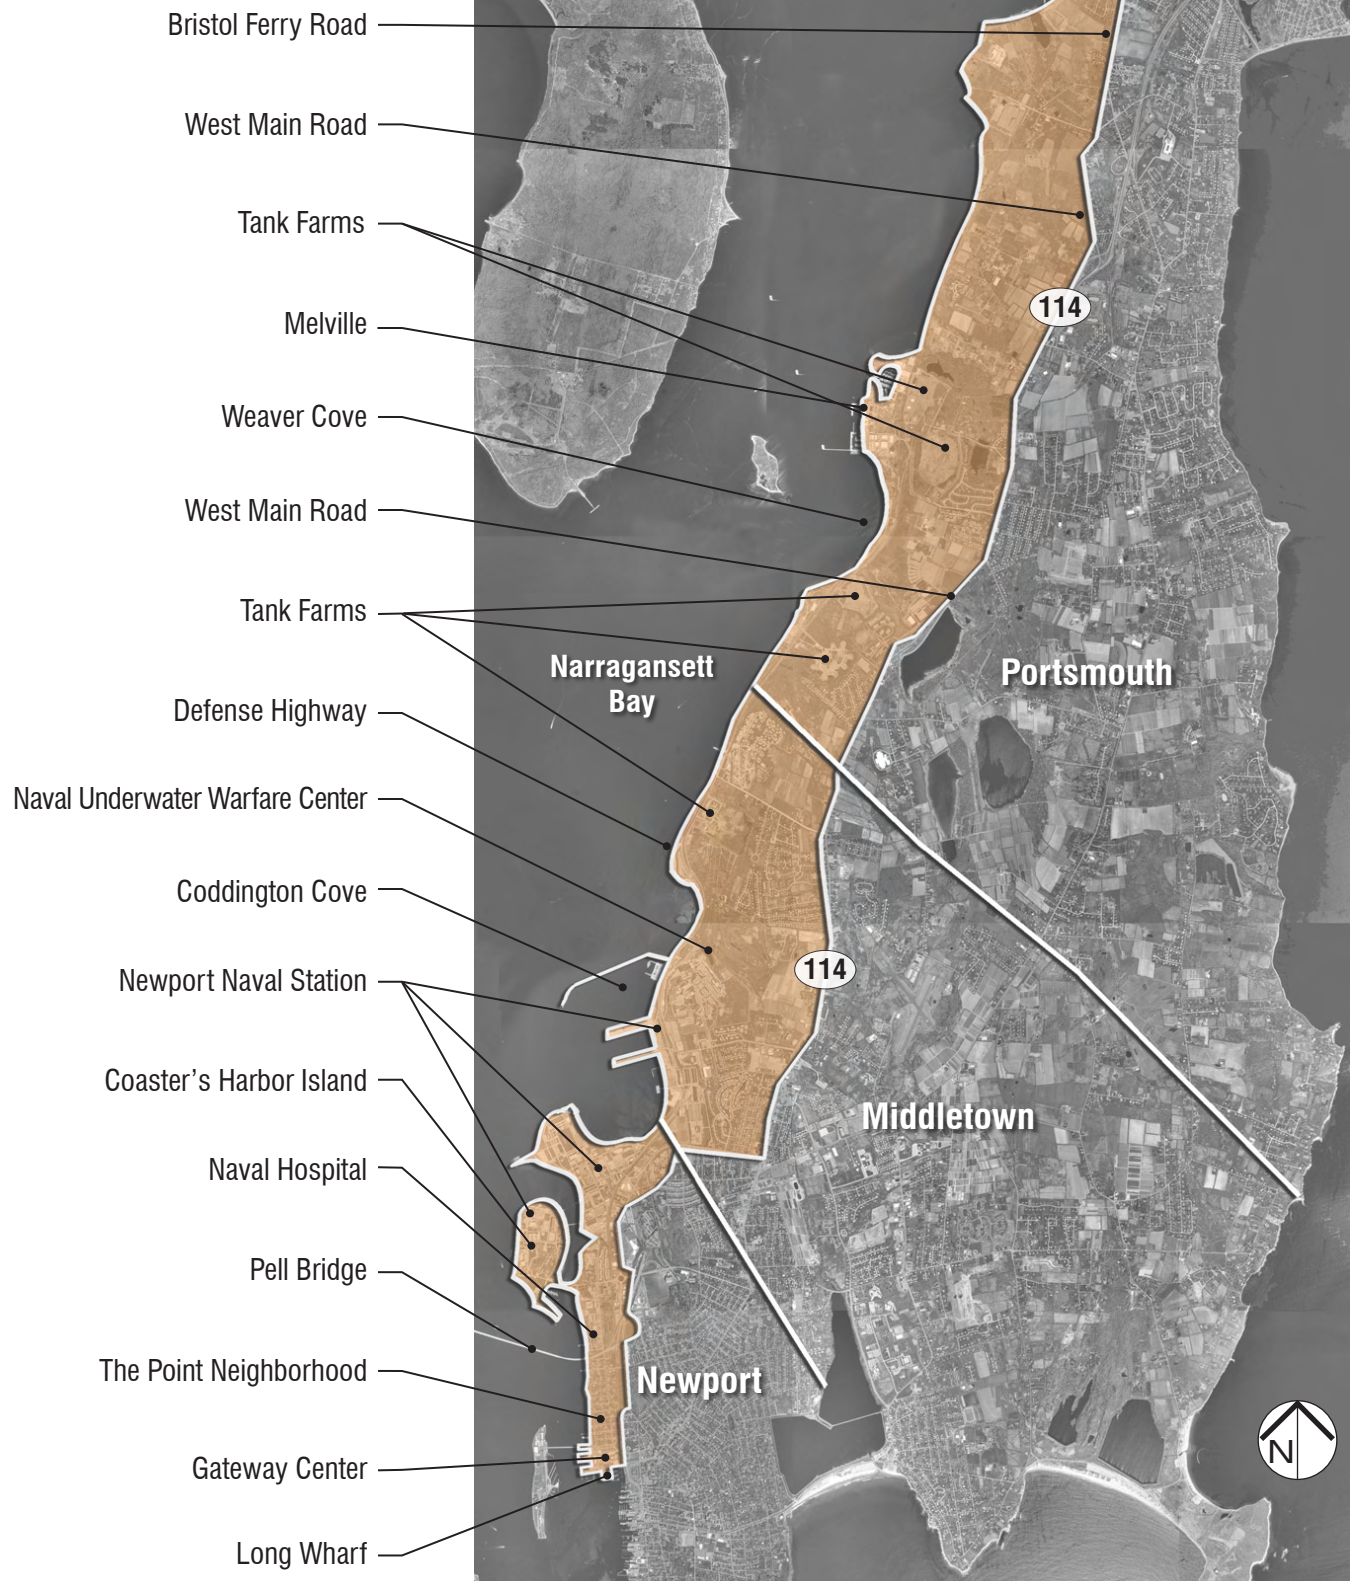 Bristol Ferry Road
West Main Road
Tank Farms
114
Melville
Weaver Cove
West Main Road
Tank Farms
Narragansett
Bay
Portsmouth
Defense Highway
Naval Underwater Warfare Center
Coddington Cove
114
Newport Naval Station
Coaster's Harbor Island
Middletown
Naval Hospital
Pell Bridge
The Point Neighborhood
Newport
Gateway Center
N
Long Wharf